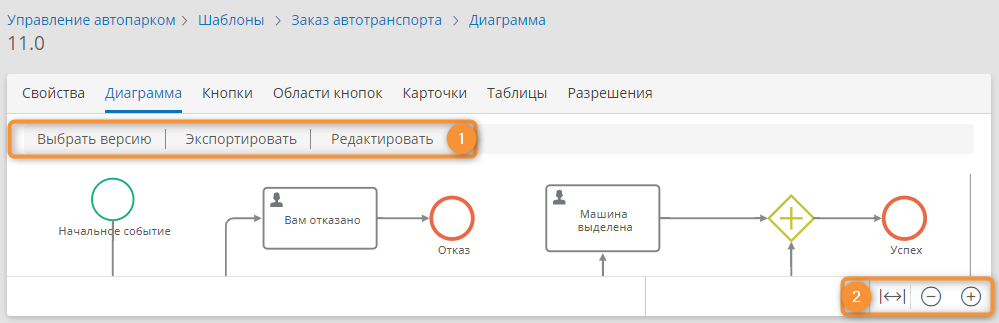 Управление автопарком > Шаблоны > Заказ автотранспорта > Диаграмма
11.0
Свойства Диаграмма Кнопки Области кнопок Карточки Таблицы Разрешения
Выбрать версию Экспортировать Редактировать 1
Начальное событие
Вам отказано
Отказ
Машина
выделена
Успех
2